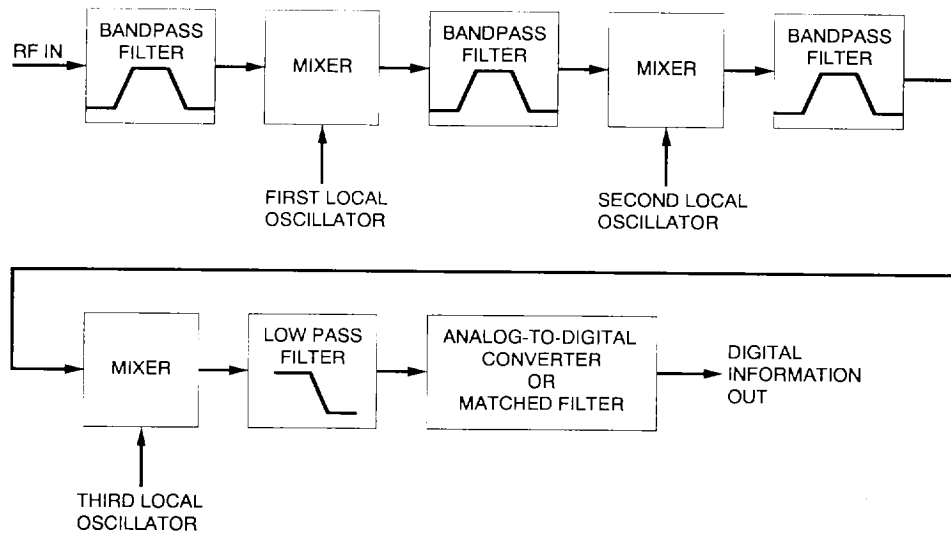 RF IN
BANDPASS
FILTER
MIXER
BANDPASS
FILTER
MIXER
BANDPASS
FILTER
FIRST LOCAL
OSCILLATOR
SECOND LOCAL
OSCILLATOR
MIXER
LOW PASS
FILTER
ANALOG-TO-DIGITAL
CONVERTER
OR
MATCHED FILTER
DIGITAL
INFORMATION
OUT
THIRD LOCAL
OSCILLATOR